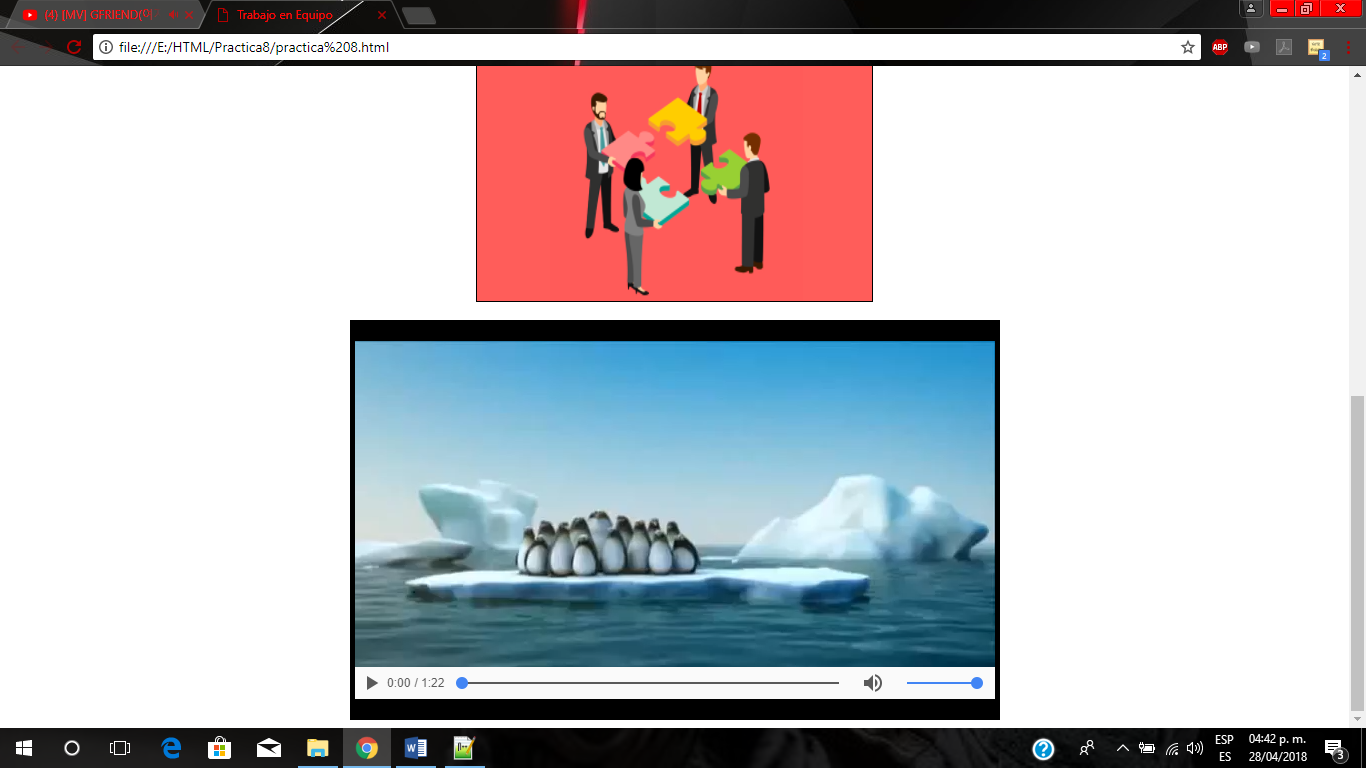 (4) [MV] GFRIEND(여
Trabajo en Equipo
file:///E:/HTML/Practica8/practica%208.html
ABP
2
0:00 / 1:22
ESP
ES
04:42 p. m.
28/04/2018
3